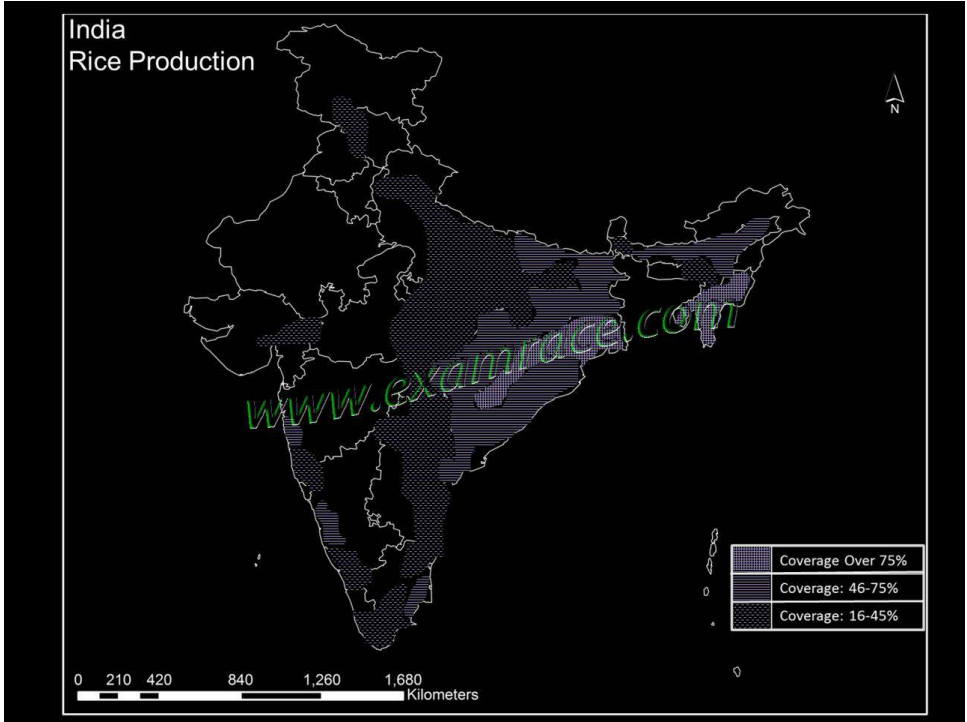 India
Rice Production
N
www.examrace.com
Coverage Over 75%
Coverage: 46-75%
Coverage: 16-45%
0 210 420 840 1,260 1,680
Kilometers